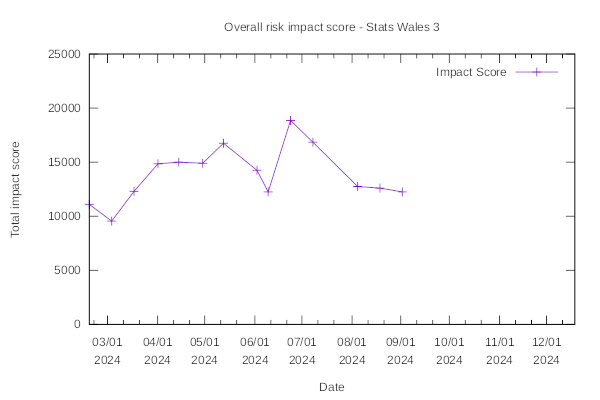 Overall risk impact score - Stats Wales 3
Impact Score
Total impact score
25000
20000
15000
10000
5000
0
03/01 04/01 05/01 06/01 07/01 08/01 09/01 10/01 11/01 12/01
2024 2024 2024 2024 2024 2024 2024 2024 2024 2024
Date